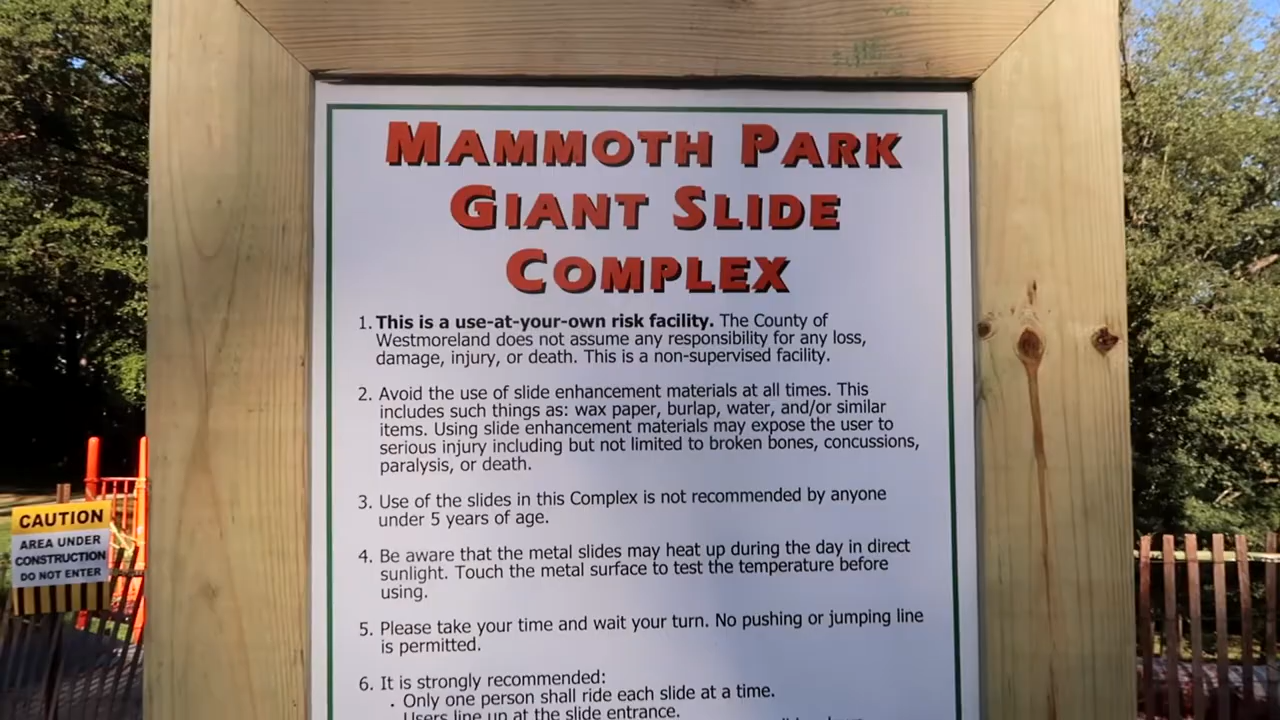 MAMMOTH PARK
GIANT SLIDE
COMPLEX
1. This is a use-at-your-own risk facility. The County of
Westmoreland does not assume any responsibility for any loss,
damage, injury, or death. This is a non-supervised facility.
2. Avoid the use of slide enhancement materials at all times. This
includes such things as: wax paper, burlap, water, and/or similar
items. Using slide enhancement materials may expose the user to
serious injury including but not limited to broken bones, concussions,
paralysis, or death.
3. Use of the slides in this Complex is not recommended by anyone
under 5 years of age.
4. Be aware that the metal slides may heat up during the day in direct
sunlight. Touch the metal surface to test the temperature before
using.
5. Please take your time and wait your turn. No pushing or jumping line
is permitted.
6. It is strongly recommended:
. Only one person shall ride each slide at a time.
Users line up at the slide entrance.
CAUTION
AREA UNDER
CONSTRUCTION
DO NOT ENTER